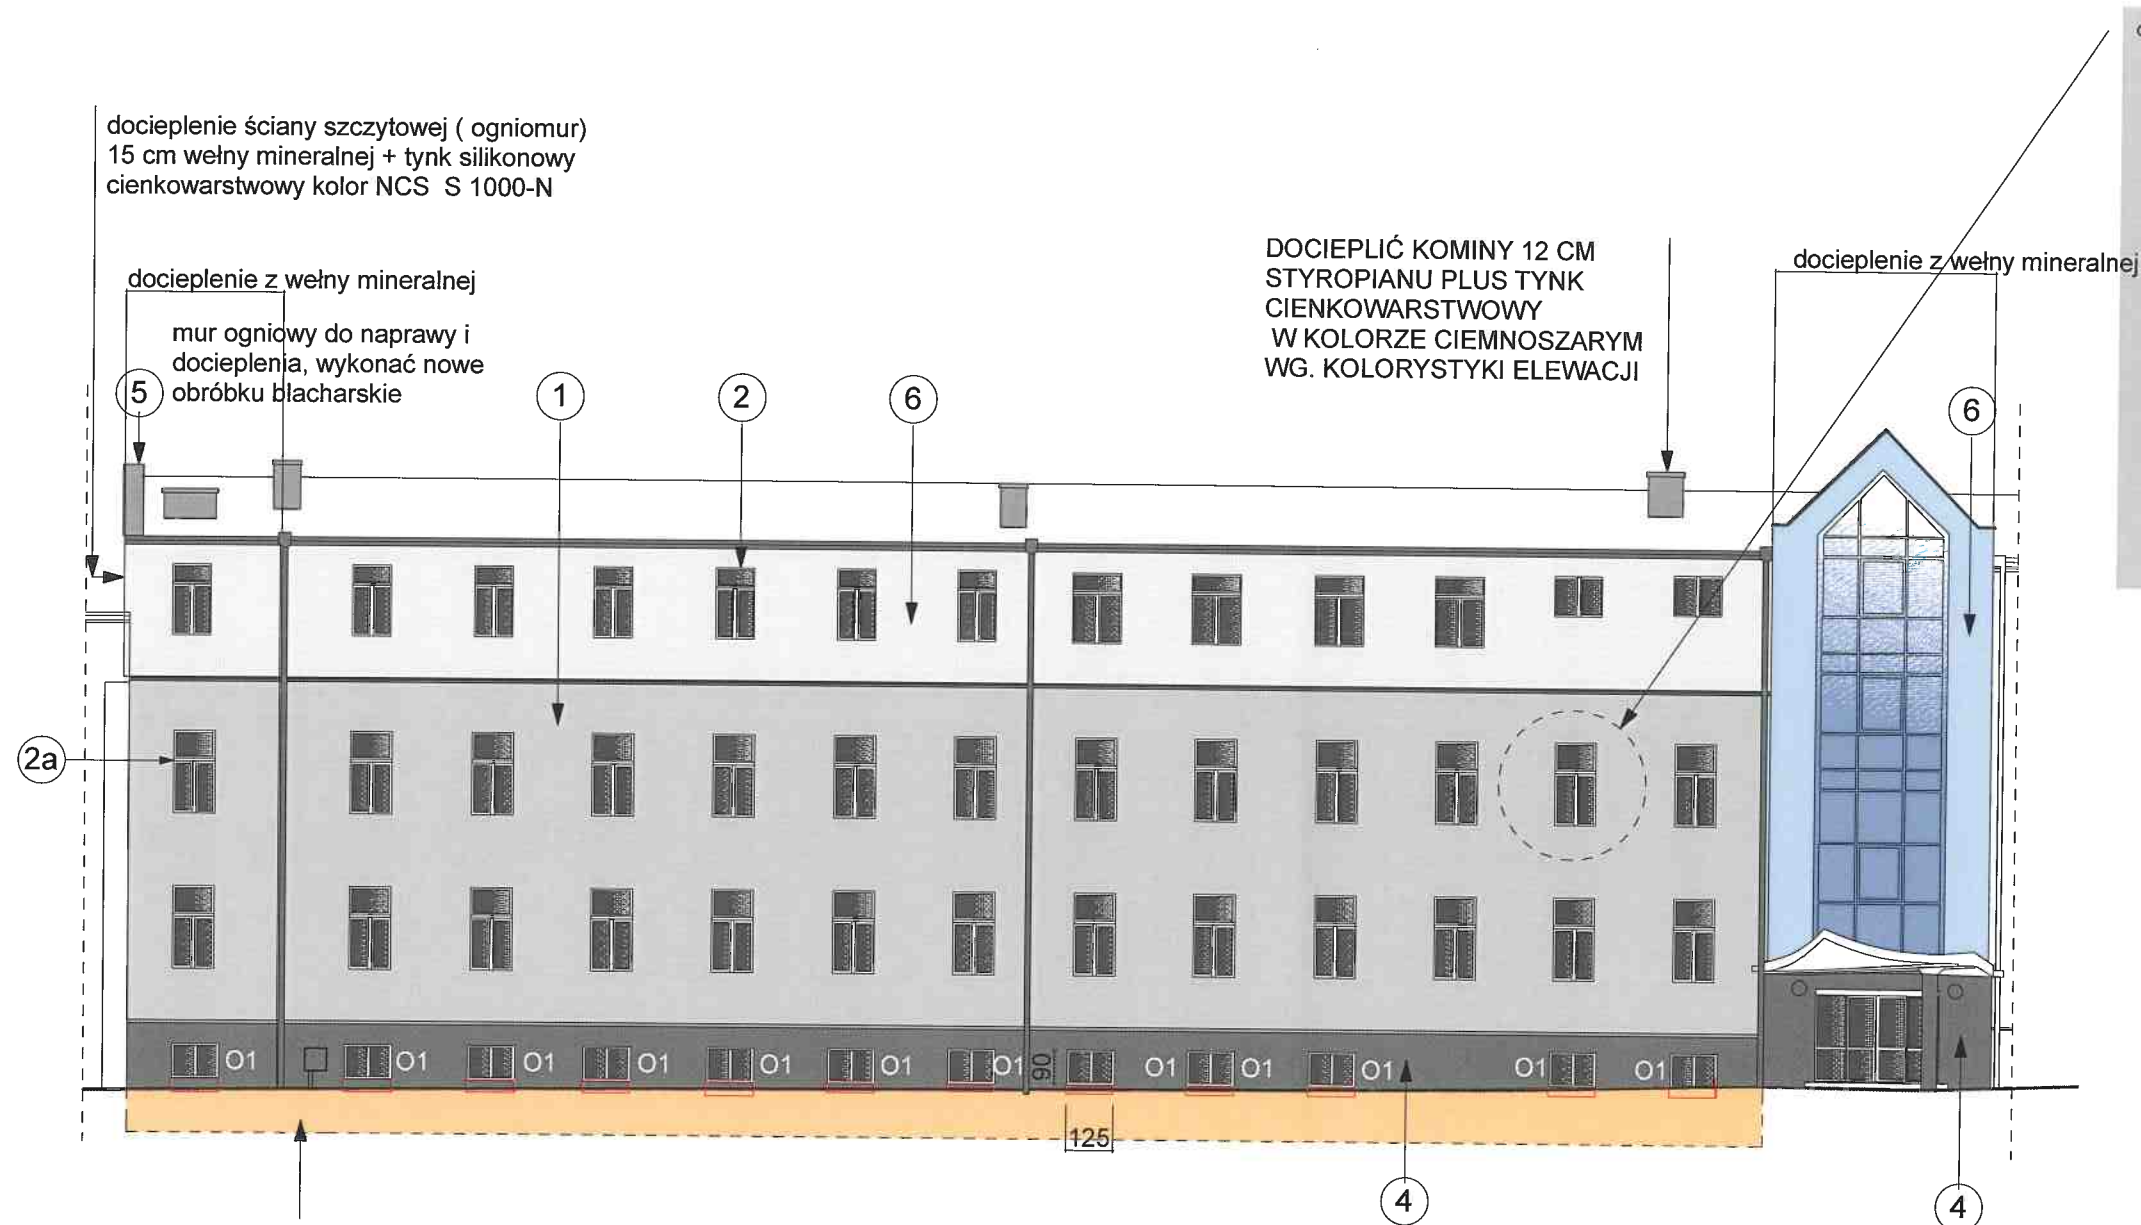 docieplenie ściany szczytowej ( ogniomur)
15 cm wełny mineralnej + tynk silikonowy
cienkowarstwowy kolor NCS S 1000-N
DOCIEPLIĆ KOMINY 12 CM
STYROPIANU PLUS TYNK
CIENKOWARSTWOWY
W KOLORZE CIEMNOSZARYM
WG. KOLORYSTYKI ELEWACJI
docieplenie z wełny mineralnej
docieplenie z wełny mineralnej
mur ogniowy do naprawy i
docieplenia, wykonać nowe
obróbku blacharskie
5
1
2
6
6
2a
O1 O1 O1 O1 O1 O1 O1 90 O1 O1 O1 O1 O1
125
4
4